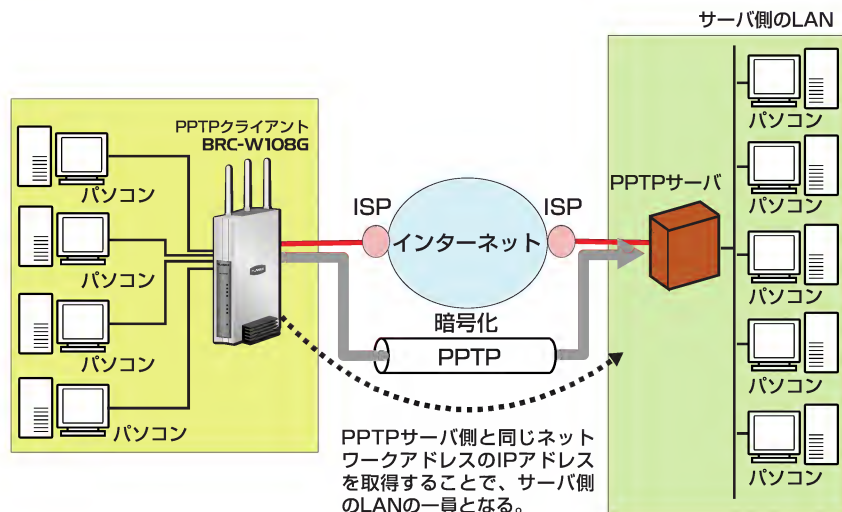 サーバ側のLAN
PPTPクライアント
BRC-W108G
パソコン
パソコン
パソコン
パソコン
ISP
インターネット
ISP
暗号化
PPTP
PPTPサーバ
パソコン
パソコン
パソコン
パソコン
パソコン
PPTPサーバ側と同じネット
ワークアドレスのIPアドレス
を取得することで、サーバ側
のLANの一員となる。